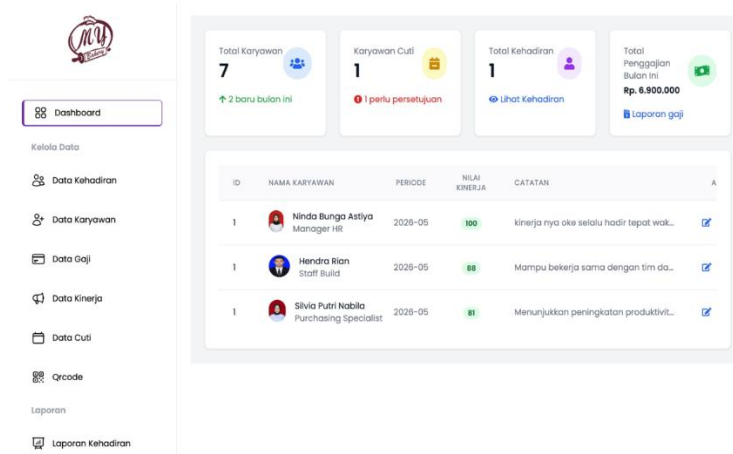 MY
Bakery
Dashboard
Kelola Data
Data Kehadiran
Data Karyawan
Data Gaji
Data Kinerja
Data Cuti
Qrcode
Laporan
Laporan Kehadiran
Total Karyawan
7
2 baru bulan ini
Karyawan Cuti
1
1 perlu persetujuan
Total Kehadiran
1
Lihat Kehadiran
Total
Penggajian
Bulan Ini
Rp. 6.900.000
Laporan gaji
ID NAMA KARYAWAN PERIODE NILAI KINERJA CATATAN A
1 Ninda Bunga Astiya 2026-05 100 kinerja nya oke selalu hadir tepat wak...
Manager HR
1 Hendra Rian 2026-05 88 Mampu bekerja sama dengan tim da...
Staff Build
1 Silvia Putri Nabila 2026-05 81 Menunjukkan peningkatan produktivit...
Purchasing Specialist